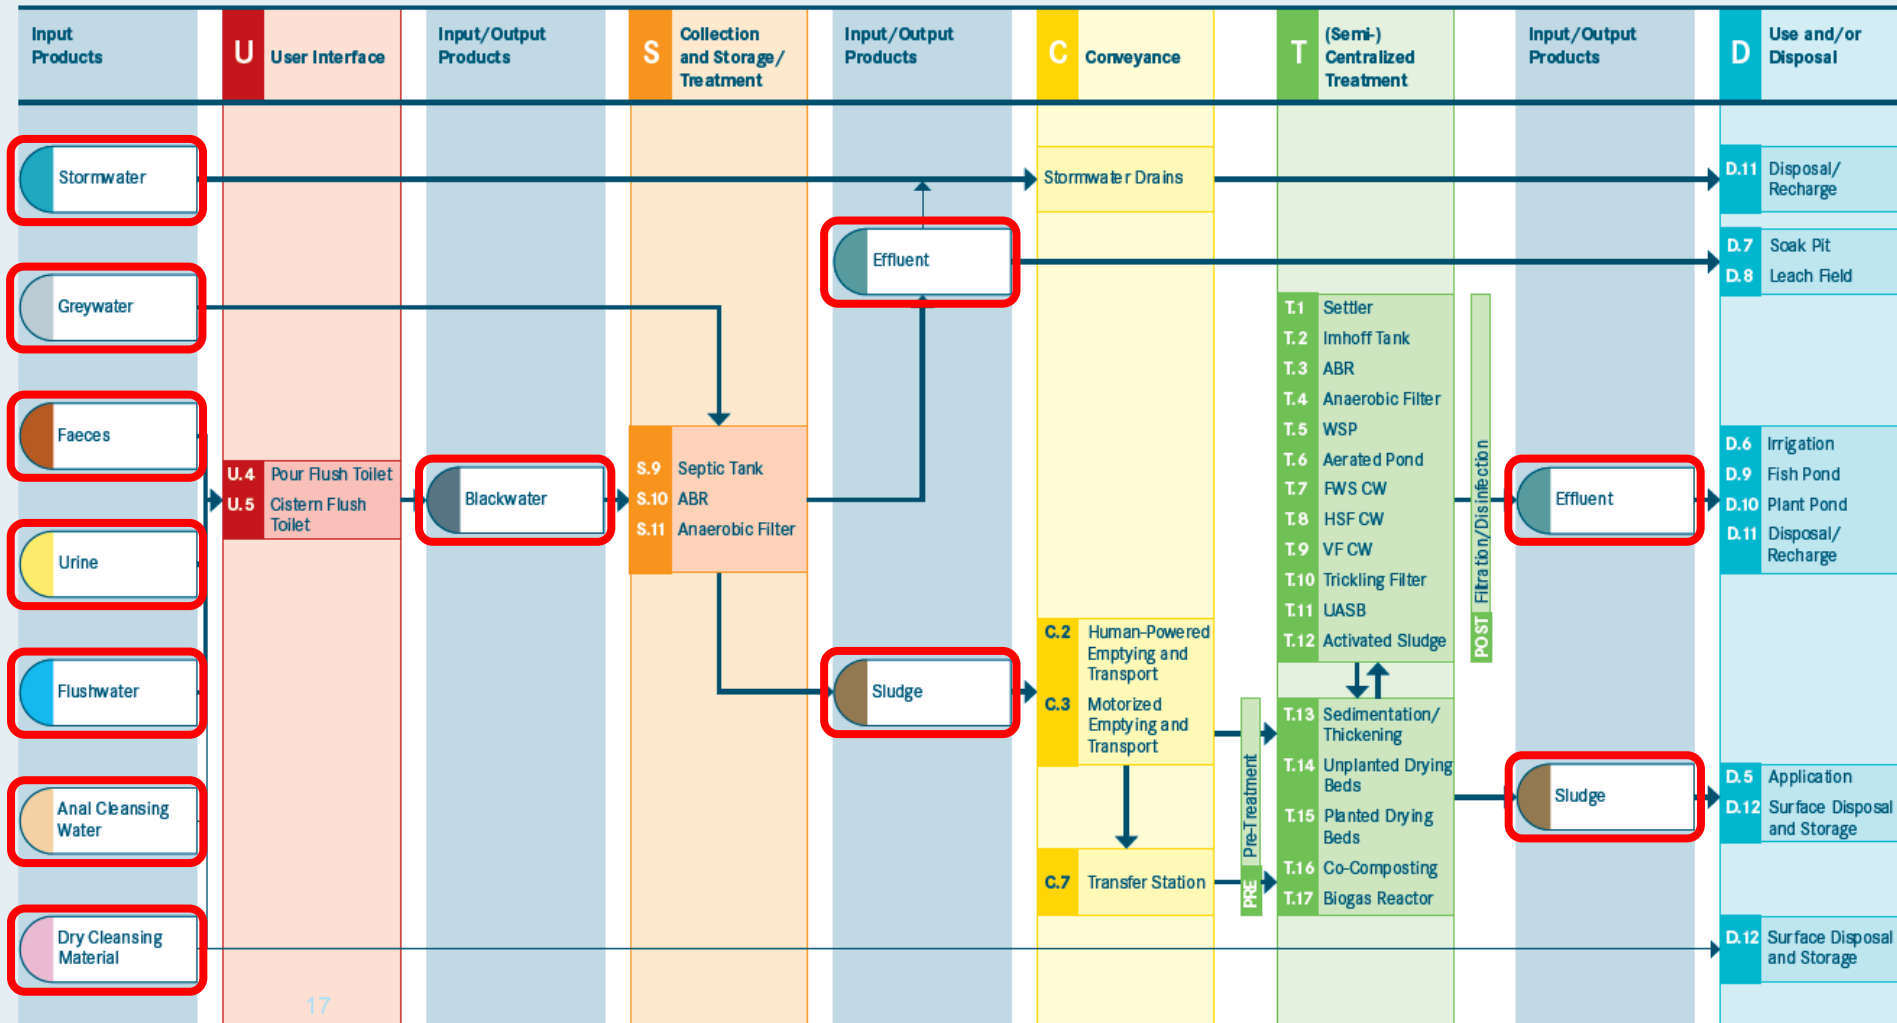 Input
Products
U
User Interface
Input/Output
Products
S
Collection
and Storage/
Treatment
Input/Output
Products
C
Conveyance
T
(Semi-)
Centralized
Treatment
Input/Output
Products
D
Use and/or
Disposal
Stormwater
Greywater
Faeces
Urine
Flushwater
Anal Cleansing
Water
Dry Cleansing
Material
U.4 Pour Flush Toilet
U.5 Cistern Flush
Toilet
Blackwater
S.9 Septic Tank
S.10 ABR
S.11 Anaerobic Filter
Effluent
Sludge
Stormwater Drains
C.2 Human-Powered
Emptying and
Transport
C.3 Motorized
Emptying and
Transport
C.7 Transfer Station
PRE Pre-Treatment
T.1 Settler
T.2 Imhoff Tank
T.3 ABR
T.4 Anaerobic Filter
T.5 WSP
T.6 Aerated Pond
T.7 FWS CW
T.8 HSF CW
T.9 VF CW
T.10 Trickling Filter
T.11 UASB
T.12 Activated Sludge
T.13 Sedimentation/
Thickening
T.14 Unplanted Drying
Beds
T.15 Planted Drying
Beds
T.16 Co-Composting
T.17 Biogas Reactor
POST Filtration/Disinfection
Effluent
Sludge
D.11 Disposal/
Recharge
D.7 Soak Pit
D.8 Leach Field
D.6 Irrigation
D.9 Fish Pond
D.10 Plant Pond
D.11 Disposal/
Recharge
D.5 Application
D.12 Surface Disposal
and Storage
D.12 Surface Disposal
and Storage
17